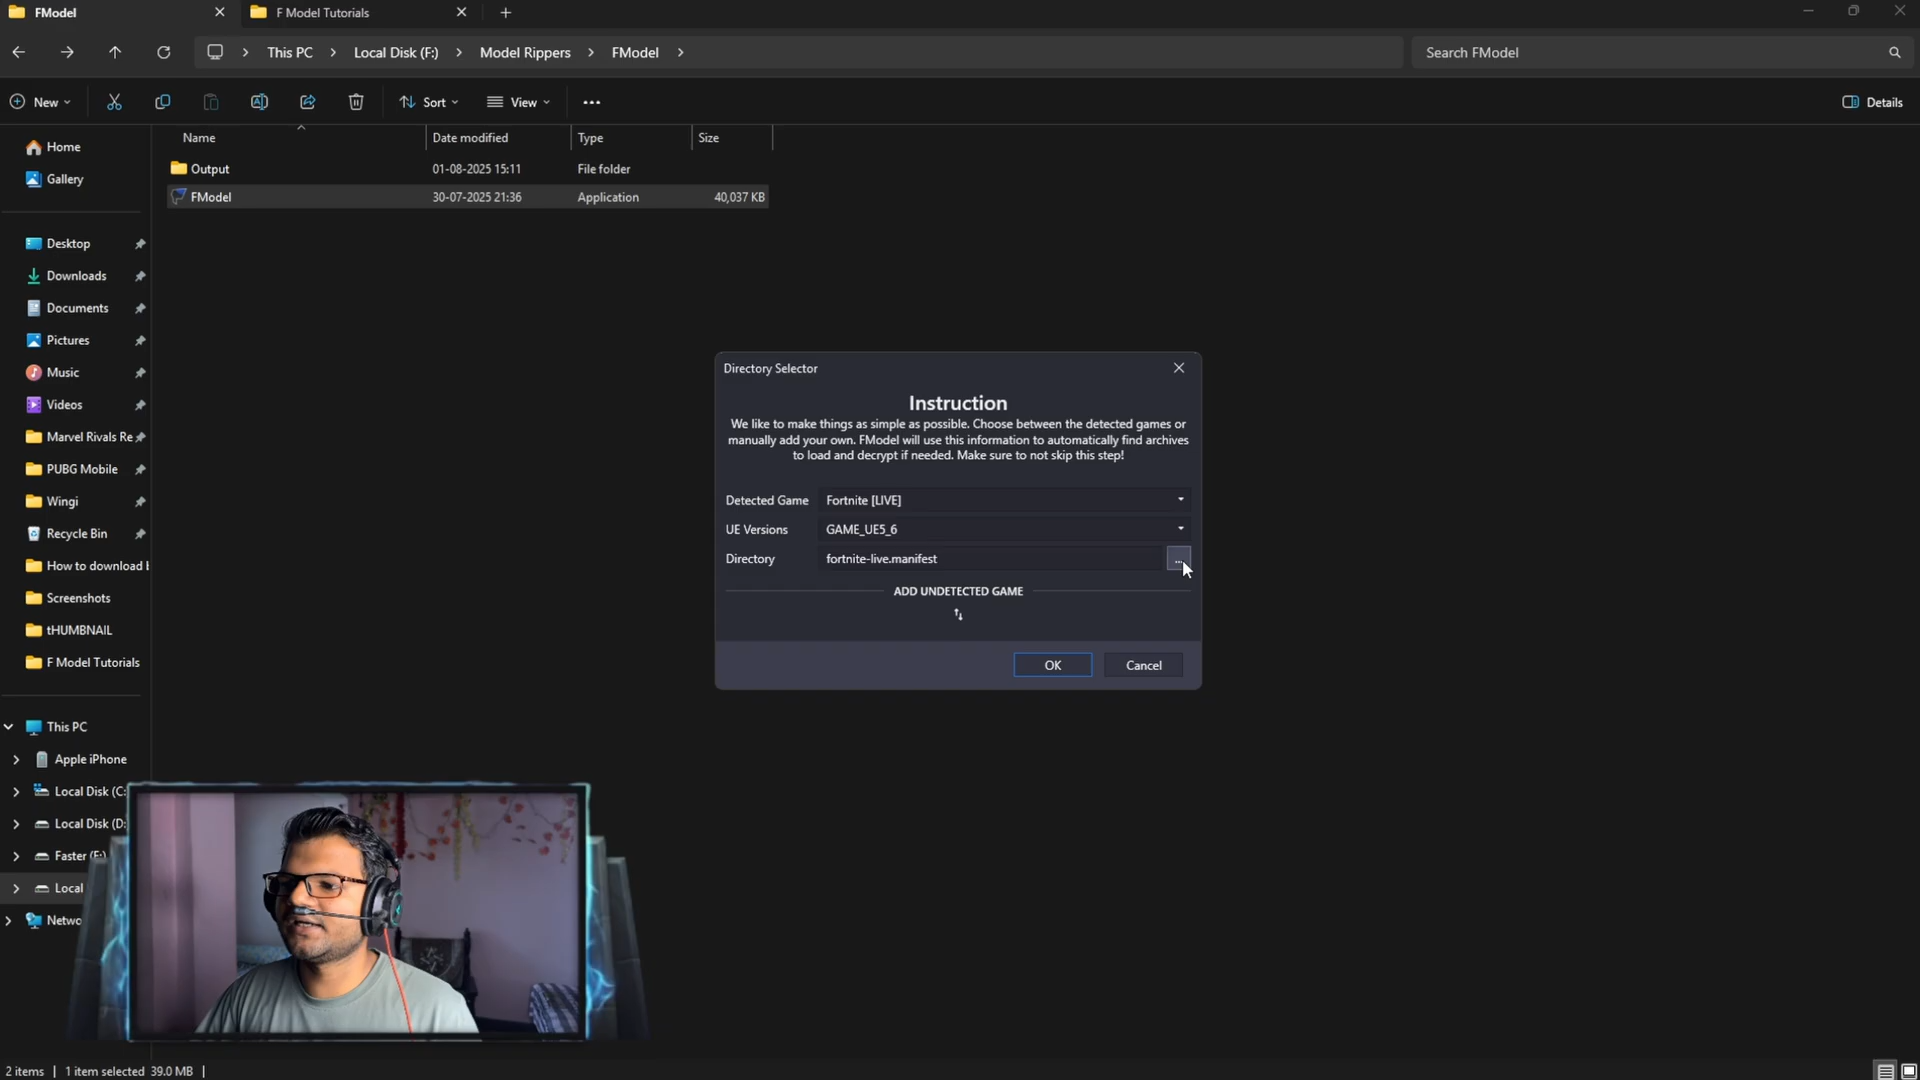 FModel
F Model Tutorials
This PC
Local Disk (F:)
Model Rippers
FModel
Search FModel
New
Sort
View
Details
Name
Date modified
Type
Size
Output
01-08-2025 15:11
File folder
FModel
30-07-2025 21:36
Application
40,037 KB
Home
Gallery
Desktop
Downloads
Documents
Pictures
Music
Videos
Marvel Rivals Re
PUBG Mobile
Wingi
Recycle Bin
How to download
Screenshots
tHUMBNAIL
F Model Tutorials
This PC
Apple iPhone
Local Disk (C:
Local Disk (D:
Faster (E:)
Local
Netwo
Directory Selector
Instruction
We like to make things as simple as possible. Choose between the detected games or
manually add your own. FModel will use this information to automatically find archives
to load and decrypt if needed. Make sure to not skip this step!
Detected Game
Fortnite [LIVE]
UE Versions
GAME_UE5_6
Directory
fortnite-live.manifest
...
ADD UNDETECTED GAME
OK
Cancel
2 items
1 item selected 39.0 MB